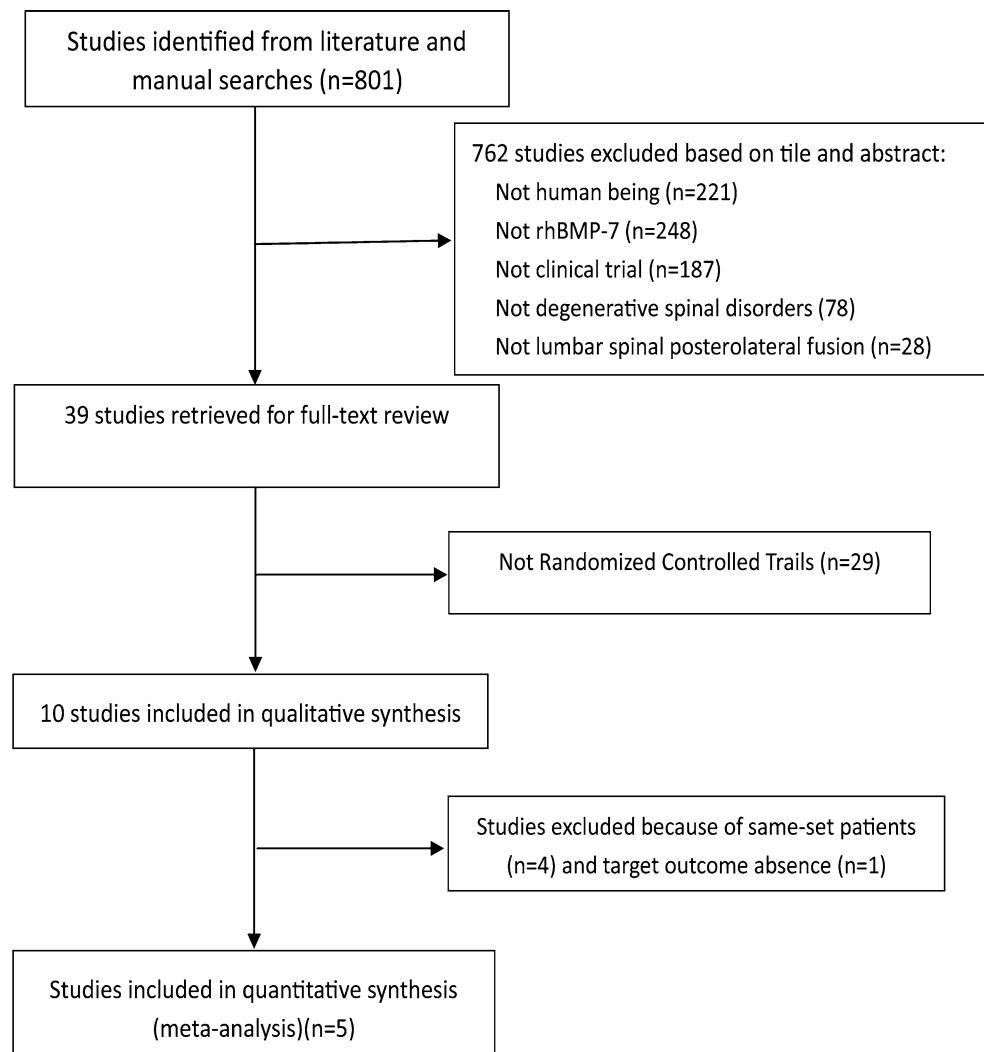 Studies identified from literature and
manual searches (n=801)
762 studies excluded based on tile and abstract:
Not human being (n=221)
Not rhBMP-7 (n=248)
Not clinical trial (n=187)
Not degenerative spinal disorders (78)
Not lumbar spinal posterolateral fusion (n=28)
39 studies retrieved for full-text review
Not Randomized Controlled Trails (n=29)
10 studies included in qualitative synthesis
Studies excluded because of same-set patients
(n=4) and target outcome absence (n=1)
Studies included in quantitative synthesis
(meta-analysis)(n=5)